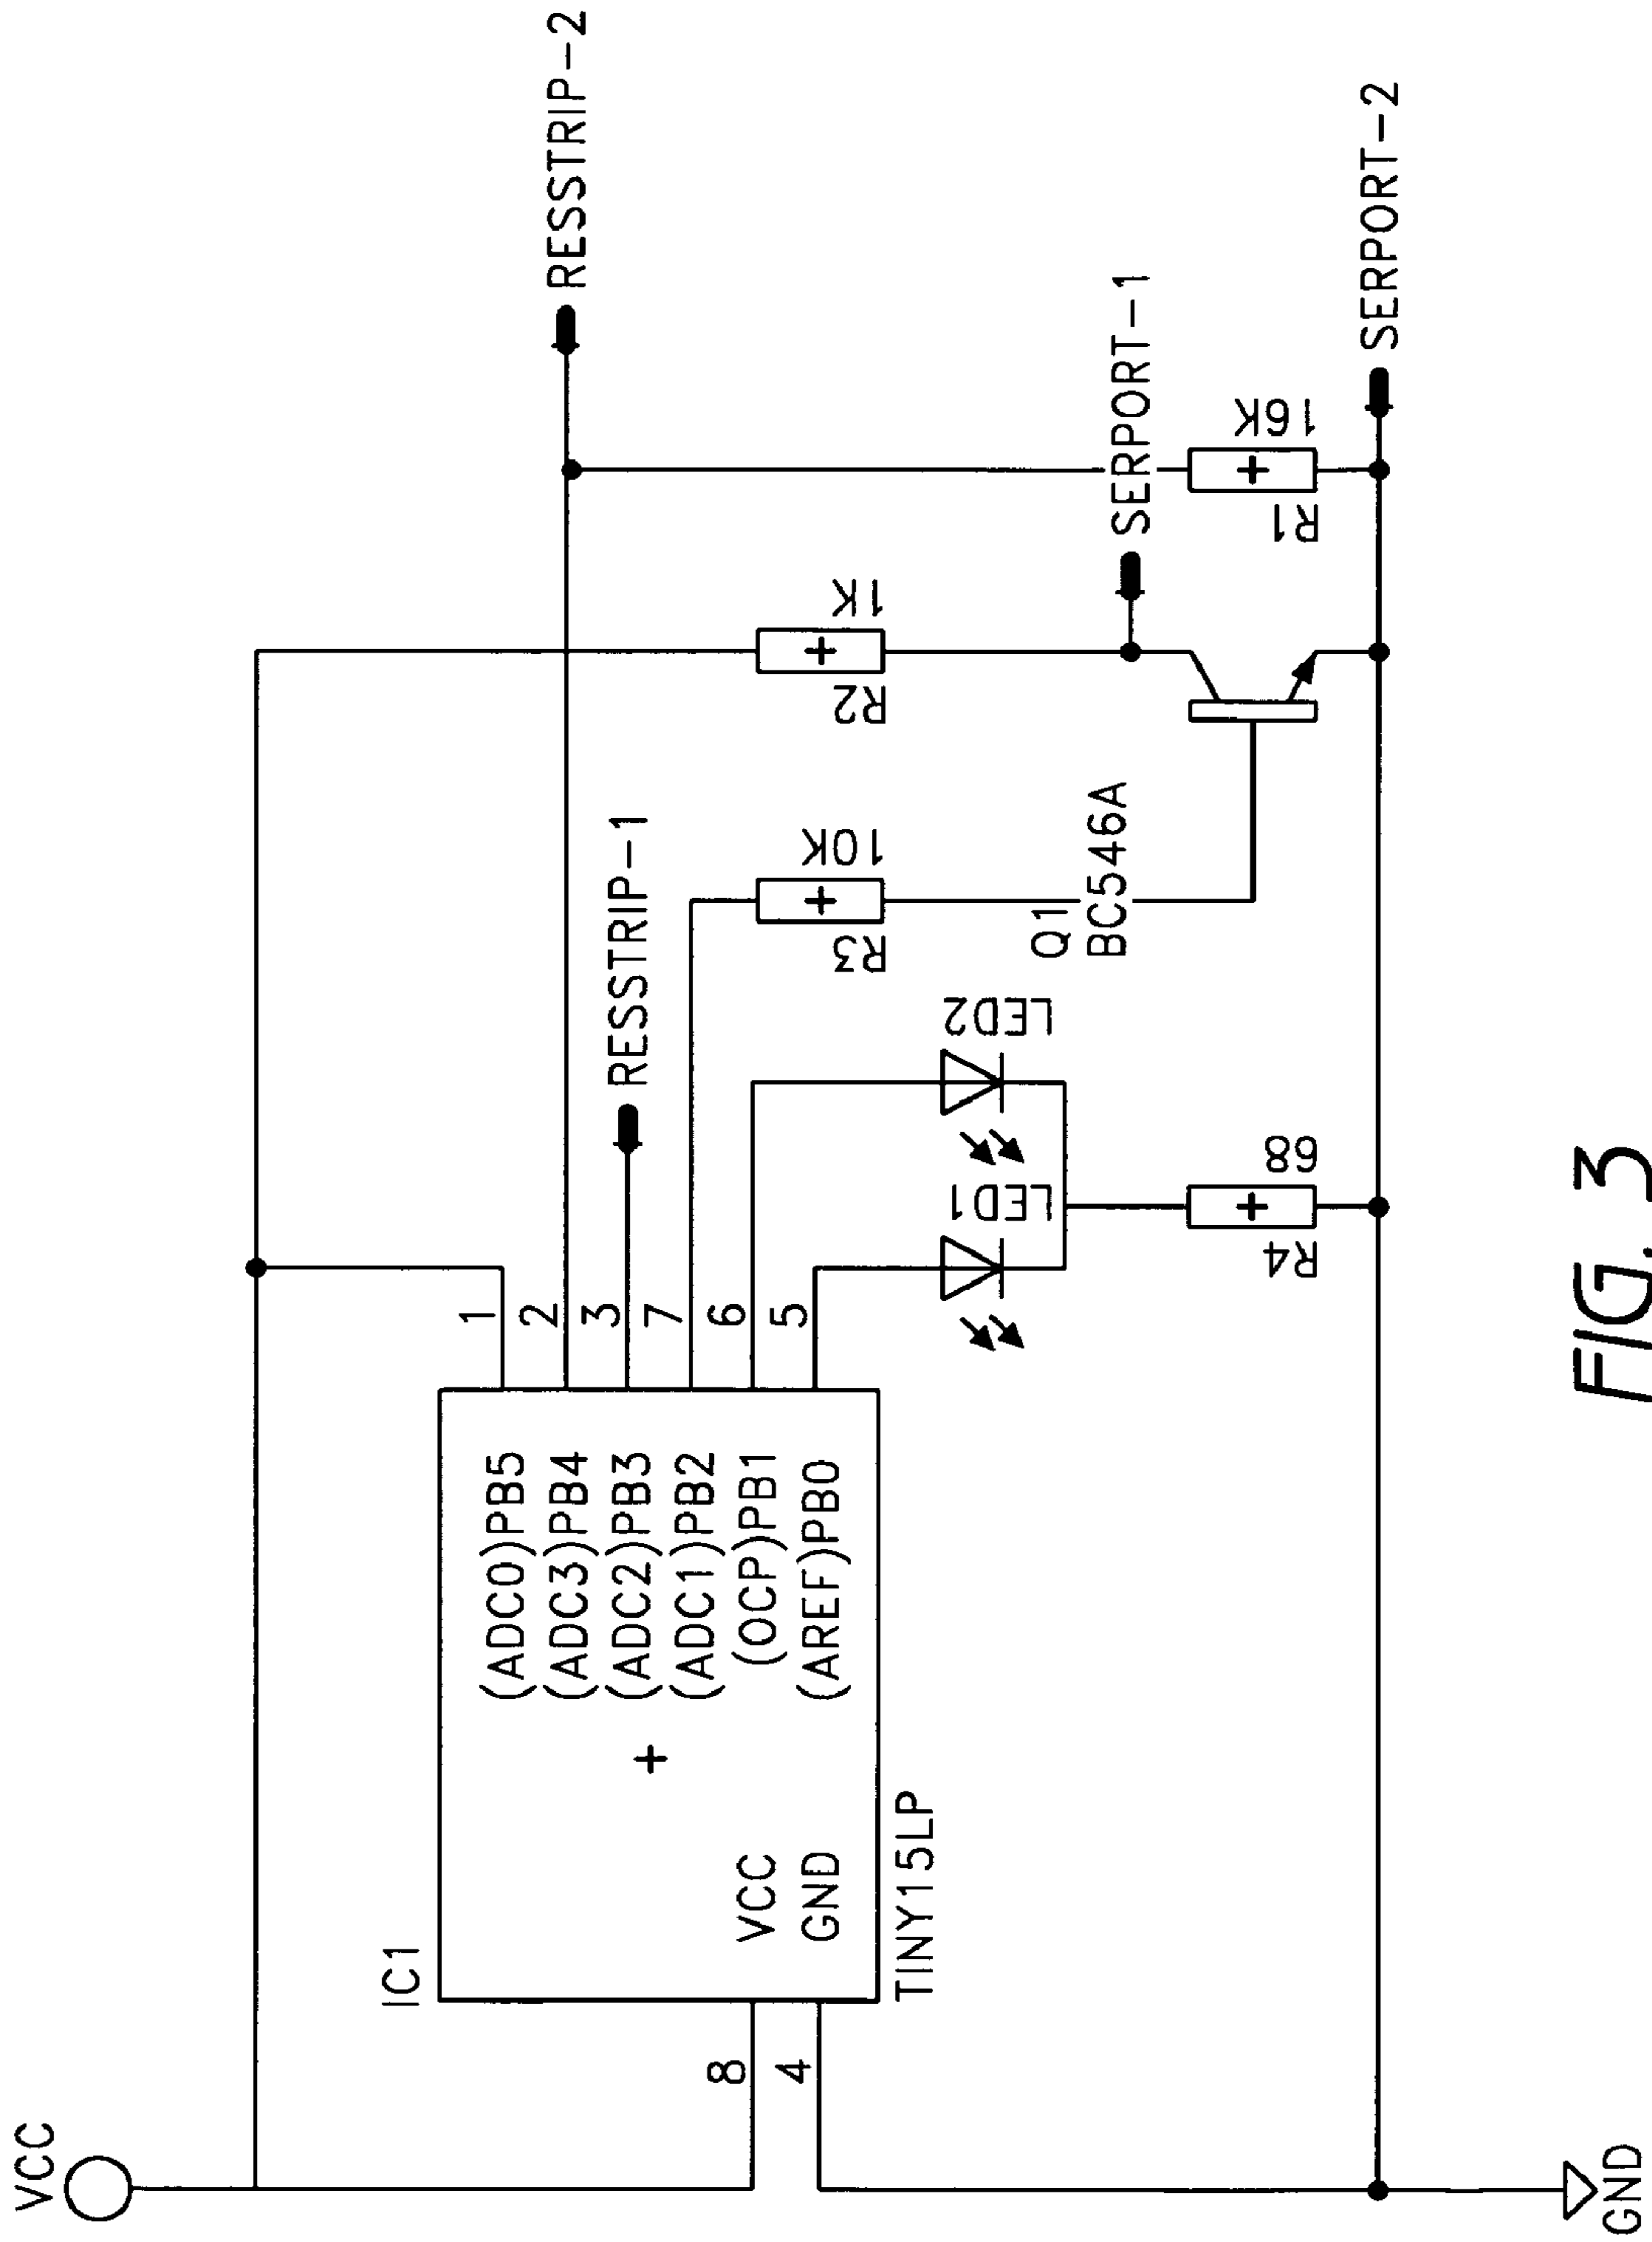 VCC
IC1
8
4
VCC
GND
(ADC0)PB5
(ADC3)PB4
(ADC2)PB3
(ADC1)PB2
(OCP)PB1
(AREF)PB0
TINY15LP
1
2
3
7
6
5
RESSTRIP-1
RESSTRIP-2
LED1
LED2
R4
68
R3
10K
Q1
BC546A
R2
1K
SERPORT-1
R1
16K
SERPORT-2
GND
FIG. 3